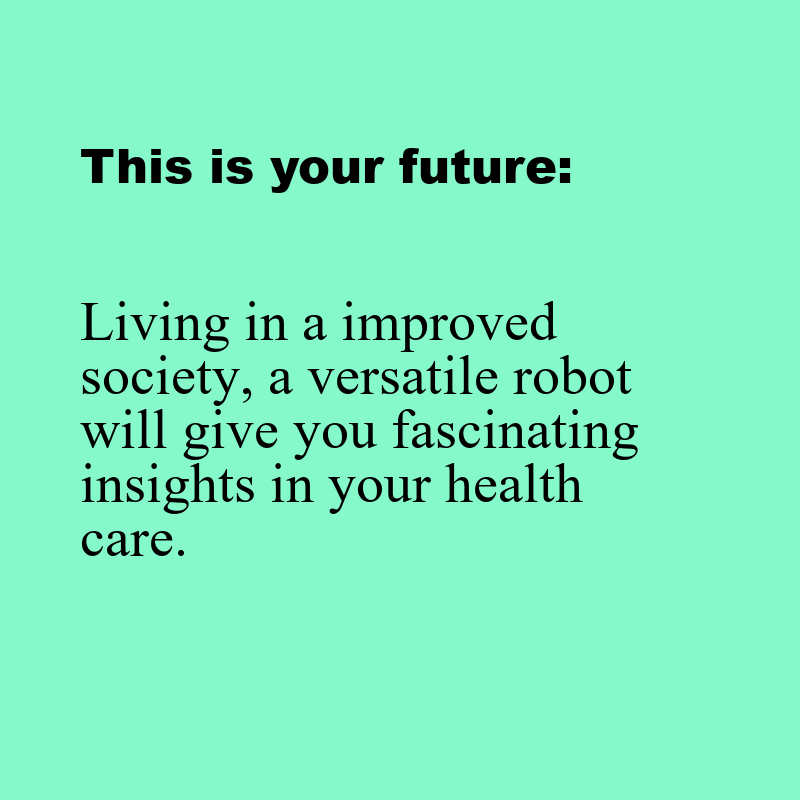 This is your future:
Living in a improved
society, a versatile robot
will give you fascinating
insights in your health
care.